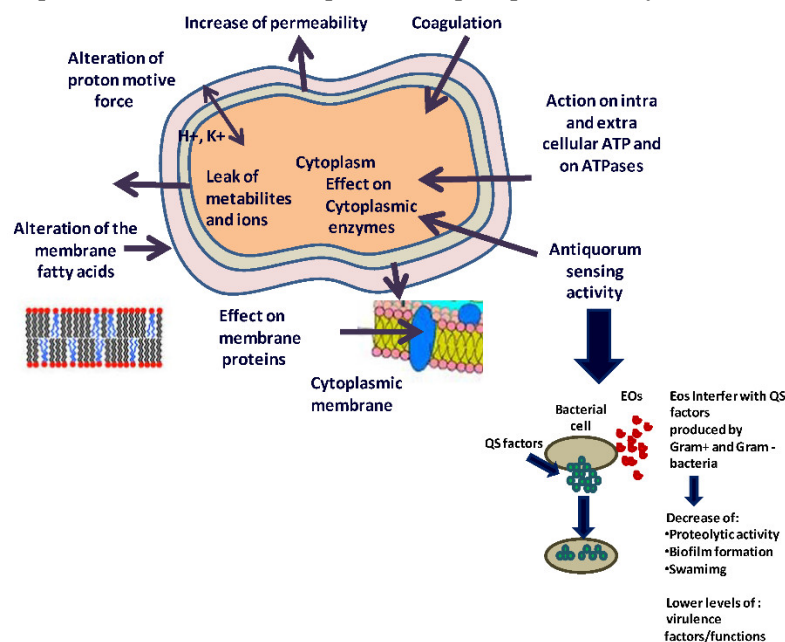 Increase of permeability
Coagulation
Alteration of
proton motive
force
H+, K+
Action on intra
and extra
cellular ATP and
on ATPases
Cytoplasm
Effect on
Cytoplasmic
enzymes
Leak of
metabilites
and ions
Alteration of the
membrane
fatty acids
Antiquorum
sensing
activity
Effect on
membrane
proteins
Cytoplasmic
membrane
EOs
Bacterial
cell
QS factors
Eos Interfer with QS
factors
produced by
Gram+ and Gram -
bacteria
Decrease of:
•Proteolytic activity
•Biofilm formation
•Swamimg
Lower levels of :
virulence
factors/functions